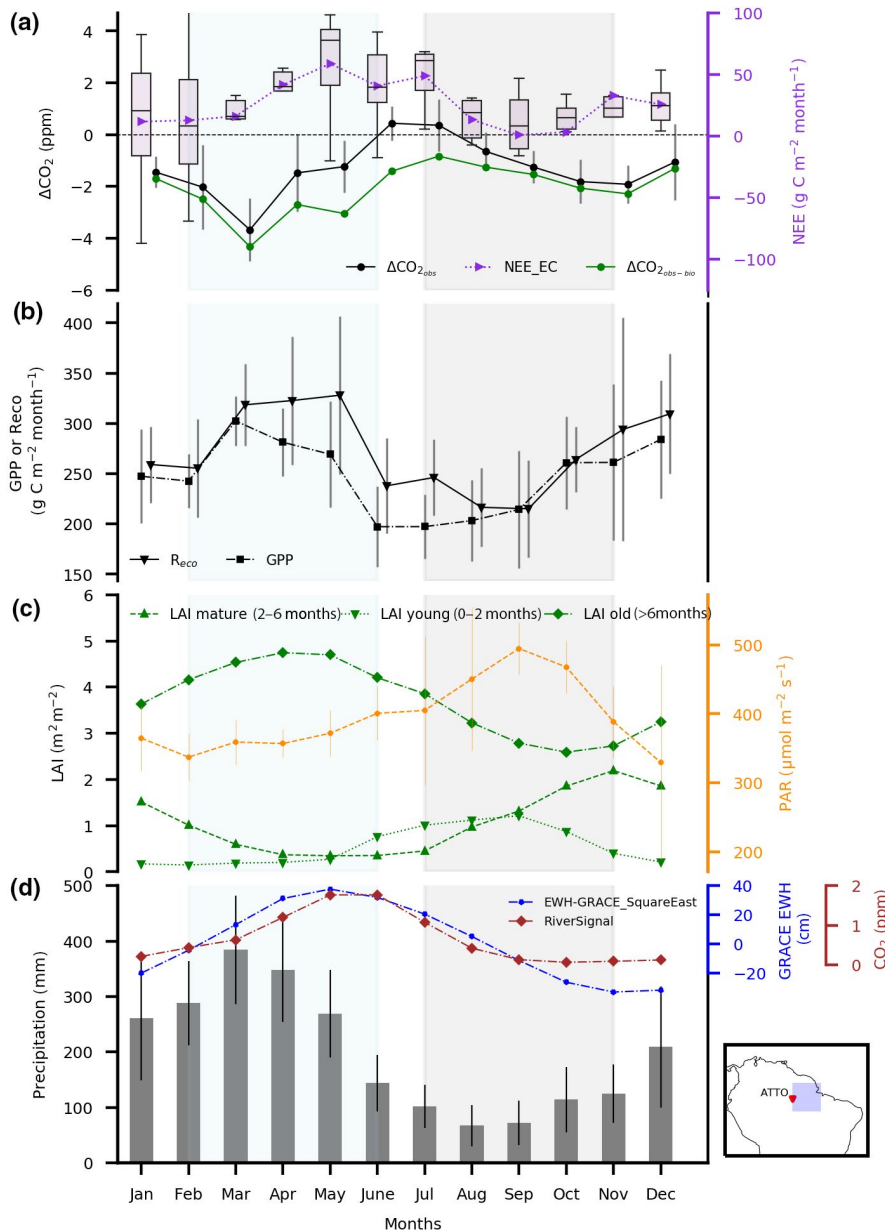 (a)
4
2
0
−2
−4
−6
ΔCO₂ (ppm)
100
50
0
−50
−100
NEE
(g C m⁻² month⁻¹)
ΔCO₂ₒᵦₛ NEE_EC ΔCO₂ₒᵦₛ₋bio
(b)
400
350
300
250
200
150
GPP or Reco
(g C m⁻² month⁻¹)
Reco GPP
(c)
6
5
4
3
2
1
0
LAI (m² m⁻²)
LAI mature (2–6 months) LAI young (0–2 months) LAI old (>6months)
500
400
300
200
PAR (μmol m⁻² s⁻¹)
(d)
500
400
300
200
100
0
Precipitation (mm)
EWH-GRACE_SquareEast
RiverSignal
40
20
0
−20
GRACE EWH
(cm)
2
1
0
CO₂ (ppm)
ATTO
Jan Feb Mar Apr May June Jul Aug Sep Oct Nov Dec
Months